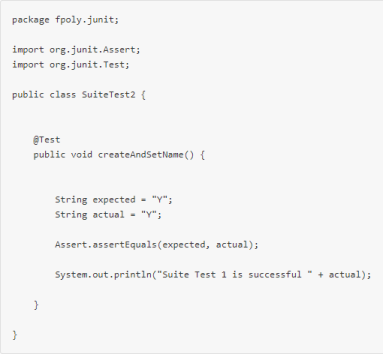 package fpoly.junit;
import org.junit.Assert;
import org.junit.Test;
public class SuiteTest2 {
@Test
public void createAndSetName() {
String expected = "Y";
String actual = "Y";
Assert.assertEquals(expected, actual);
System.out.println("Suite Test 1 is successful " + actual);
}
}